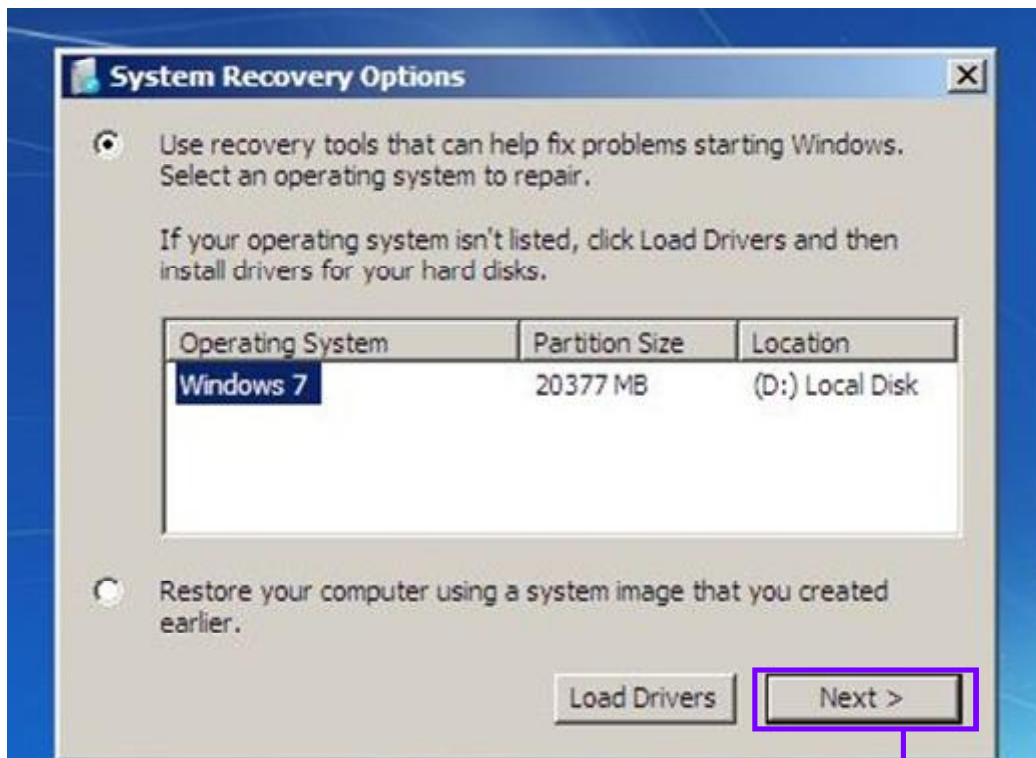 System Recovery Options
Use recovery tools that can help fix problems starting Windows.
Select an operating system to repair.
If your operating system isn't listed, click Load Drivers and then
install drivers for your hard disks.
Operating System Partition Size Location
Windows 7 20377 MB (D:) Local Disk
Restore your computer using a system image that you created
earlier.
Load Drivers Next >